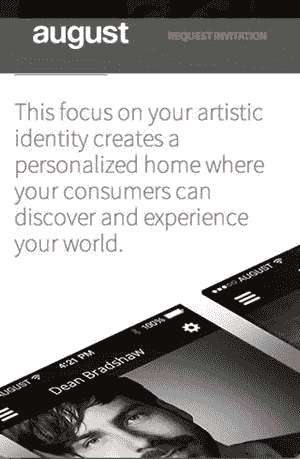 august
REQUEST INVITATION
This focus on your artistic
identity creates a
personalized home where
your consumers can
discover and experience
your world.
AUGUST
AUGUST
4:21 PM
100%
Dean Bradshaw